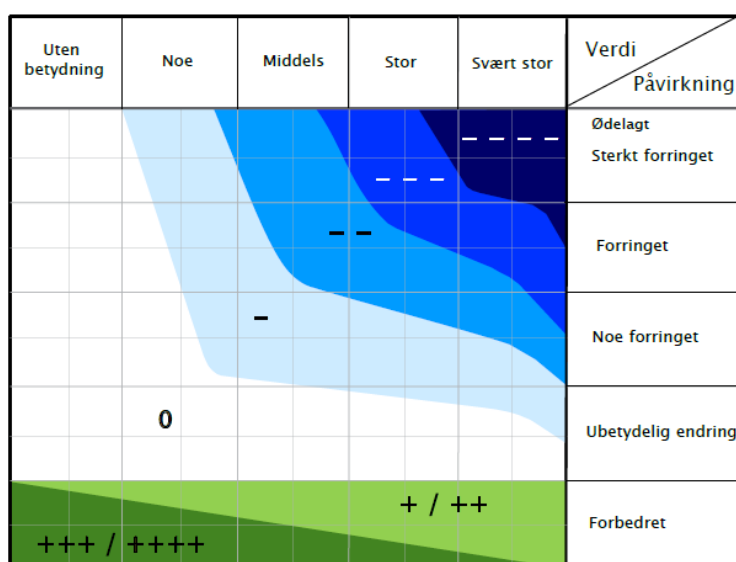 Uten betydning
Noe
Middels
Stor
Svært stor
Verdi
Påvirkning
Ødelagt
Sterkt forringet
- - - -
- - -
- -
Forringet
-
Noe forringet
0
Ubetydelig endring
+ / ++
Forbedret
+++ / ++++